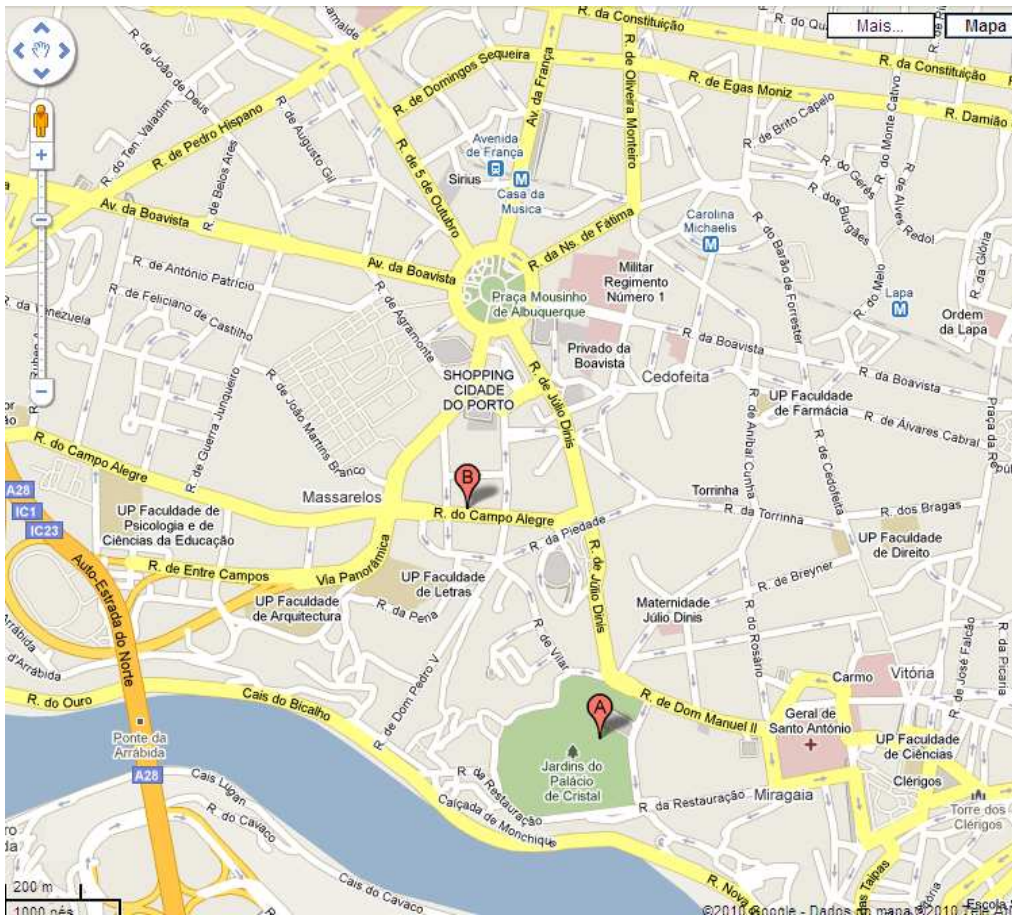 R. da Constituição
Mais...
Mapa
R. de João de Deus
R. de Domingos Sequeira
Av. da França
R. de Oliveira Monteiro
R. da Constituição
R. de Egas Moniz
R. Damião
R. do Ten. Valadim
R. de Pedro Hispano
R. de Augusto Gil
R. de 5 de Outubro
R. de Brito Capelo
R. do Monte Cativo
Avenida
de França
Sirius
Casa da
Musica
R. do Gerês
R. de Alves Redol
R. de Belos Ares
Av. da Boavista
R. da Ns. de Fátima
Carolina
Michaelis
R. dos Burgães
R. do Barão de Forrester
R. da Glória
Av. da Boavista
R. de António Patrício
Militar
Regimento
Número 1
R. do Melo
Lapa
Praça Mousinho
de Albuquerque
R. de Feliciano de Castilho
R. de Agramonte
Ordem
da Lapa
Privado da
Boavista
R. da Boavista
SHOPPING
CIDADE
DO PORTO
Cedofeita
R. da Boavista
R. de Júlio Dinis
R. de Guerra Junqueiro
R. de João Martins Branco
UP Faculdade
de Farmácia
R. de Álvares Cabral
R. de Aníbal Cunha
R. de Cedofeita
R. do Campo Alegre
A28
IC1
IC23
Massarelos
B
R. do Campo Alegre
Torrinha
R. da Torrinha
R. dos Bragas
UP Faculdade de
Psicologia e de
Ciências da Educação
R. da Piedade
UP Faculdade
de Direito
R. de Entre Campos
Via Panorâmica
UP Faculdade
de Letras
R. de Breyner
Auto-Estrada do Norte
UP Faculdade
de Arquitectura
R. da Pena
R. de Júlio Dinis
Maternidade
Júlio Dinis
R. do Rosário
R. de José Falcão
R. da Picaria
R. de Vilar
R. de Dom Pedro V
d'Arrábida
R. do Ouro
Cais do Bicalho
Carmo
Vitória
A
R. de Dom Manuel II
Geral de
Santo António
Ponte da
Arrábida
A28
UP Faculdade
de Ciências
Jardins do
Palácio
de Cristal
Clérigos
Cais Lugan
R. do Cavaco
R. da Restauração
Calçada de Monchique
R. da Restauração
Miragaia
Torre dos
Clérigos
Cais do Cavaco
R. Nova
Taipas
Vitória
Escola
200 m
1000 pés
©2010 Google - Dados do mapa ©2010 Tele